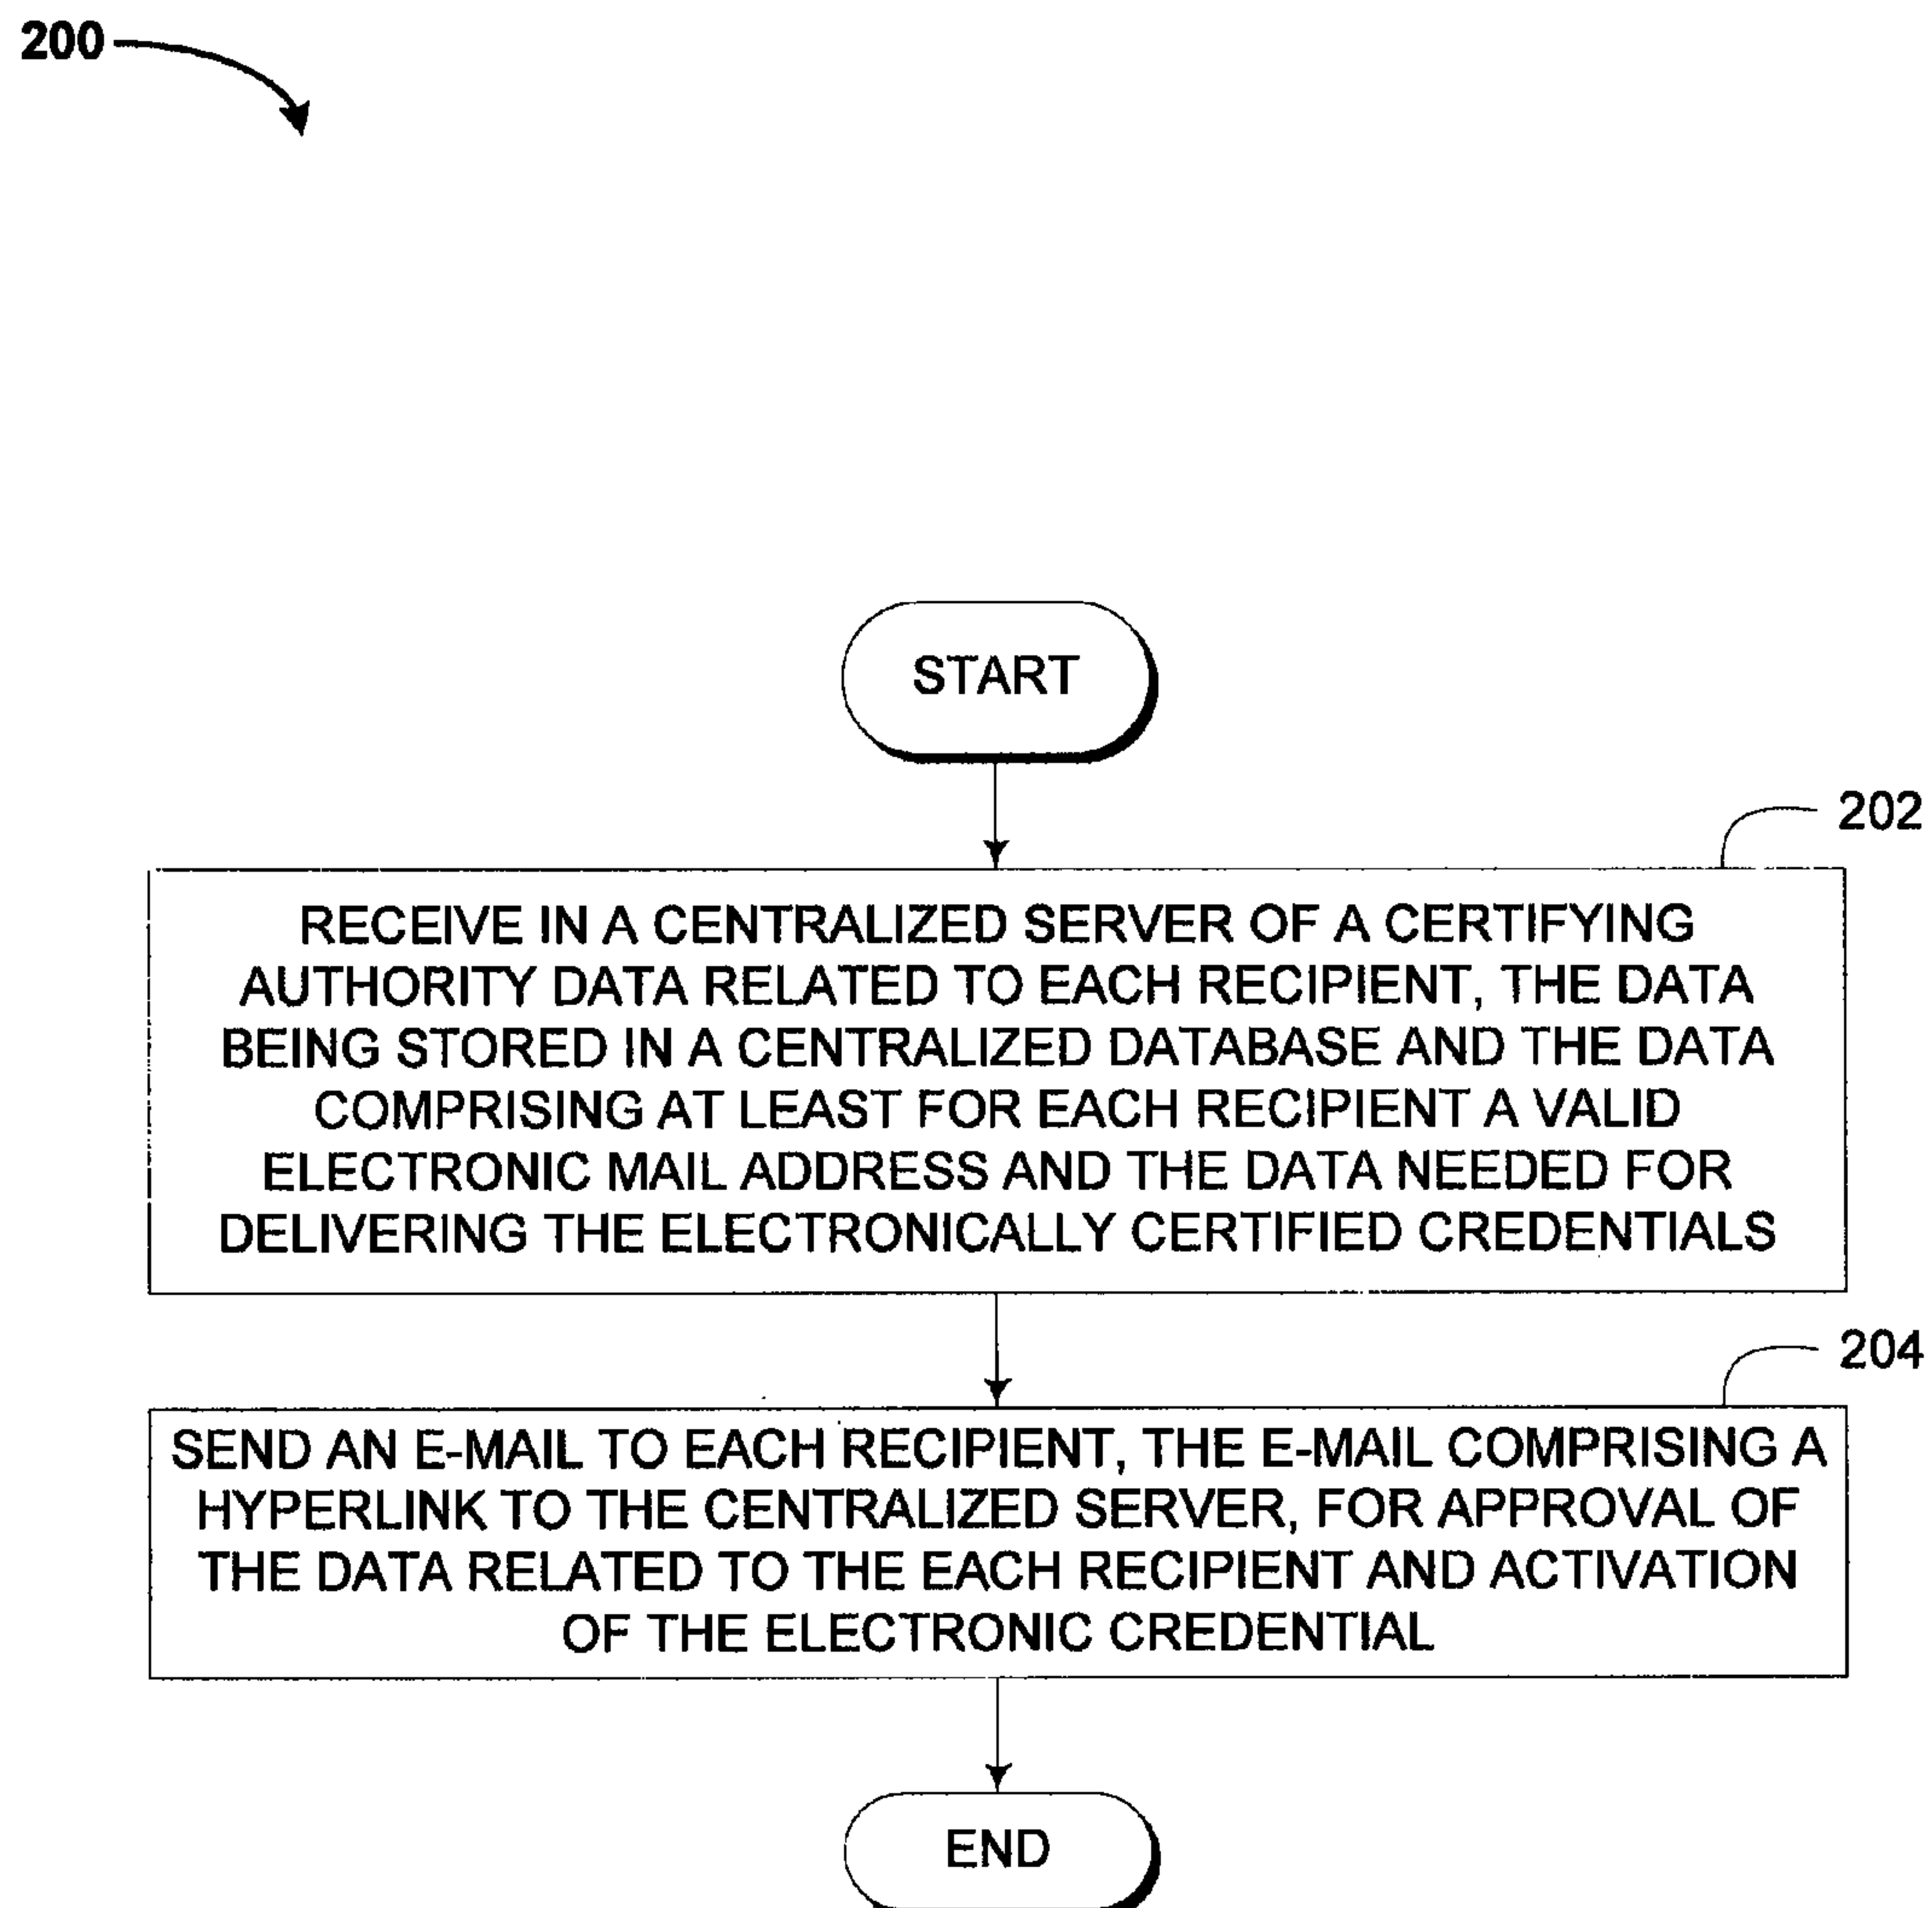 200
START
202
RECEIVE IN A CENTRALIZED SERVER OF A CERTIFYING
AUTHORITY DATA RELATED TO EACH RECIPIENT, THE DATA
BEING STORED IN A CENTRALIZED DATABASE AND THE DATA
COMPRISING AT LEAST FOR EACH RECIPIENT A VALID
ELECTRONIC MAIL ADDRESS AND THE DATA NEEDED FOR
DELIVERING THE ELECTRONICALLY CERTIFIED CREDENTIALS
204
SEND AN E-MAIL TO EACH RECIPIENT, THE E-MAIL COMPRISING A
HYPERLINK TO THE CENTRALIZED SERVER, FOR APPROVAL OF
THE DATA RELATED TO THE EACH RECIPIENT AND ACTIVATION
OF THE ELECTRONIC CREDENTIAL
END